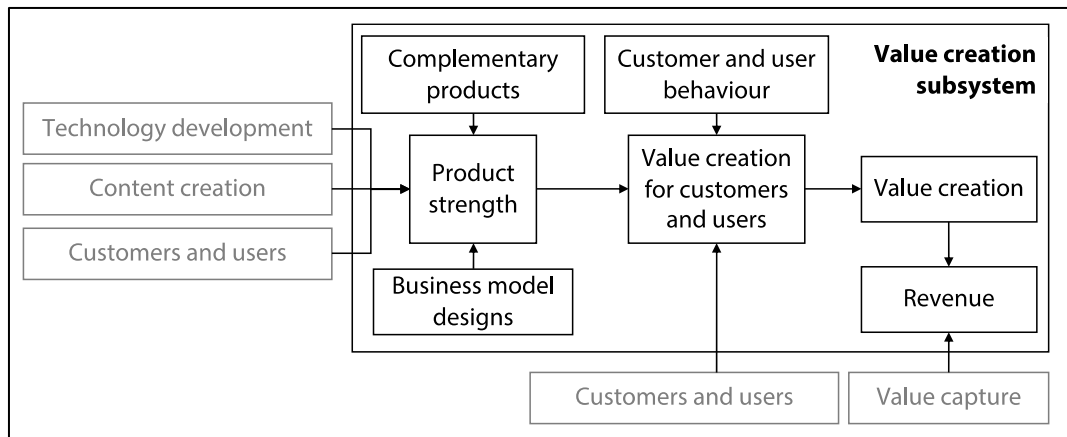 Complementary
products
Customer and user
behaviour
Value creation
subsystem
Technology development
Content creation
Customers and users
Product
strength
Value creation
for customers
and users
Value creation
Business model
designs
Revenue
Customers and users
Value capture